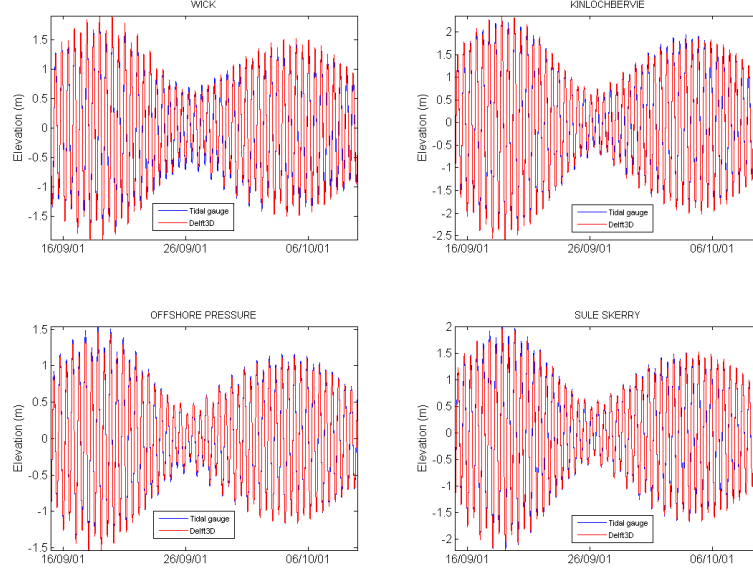 WICK
1.5
1
0.5
0
-0.5
-1
-1.5
Elevation (m)
Tidal gauge
Delft3D
16/09/01 26/09/01 06/10/01
KINLOCHBERVIE
2
1.5
1
0.5
0
-0.5
-1
-1.5
-2
-2.5
Elevation (m)
Tidal gauge
Delft3D
16/09/01 26/09/01 06/10/01
OFFSHORE PRESSURE
1.5
1
0.5
0
-0.5
-1
-1.5
Elevation (m)
Tidal gauge
Delft3D
16/09/01 26/09/01 06/10/01
SULE SKERRY
2
1.5
1
0.5
0
-0.5
-1
-1.5
-2
Elevation (m)
Tidal gauge
Delft3D
16/09/01 26/09/01 06/10/01